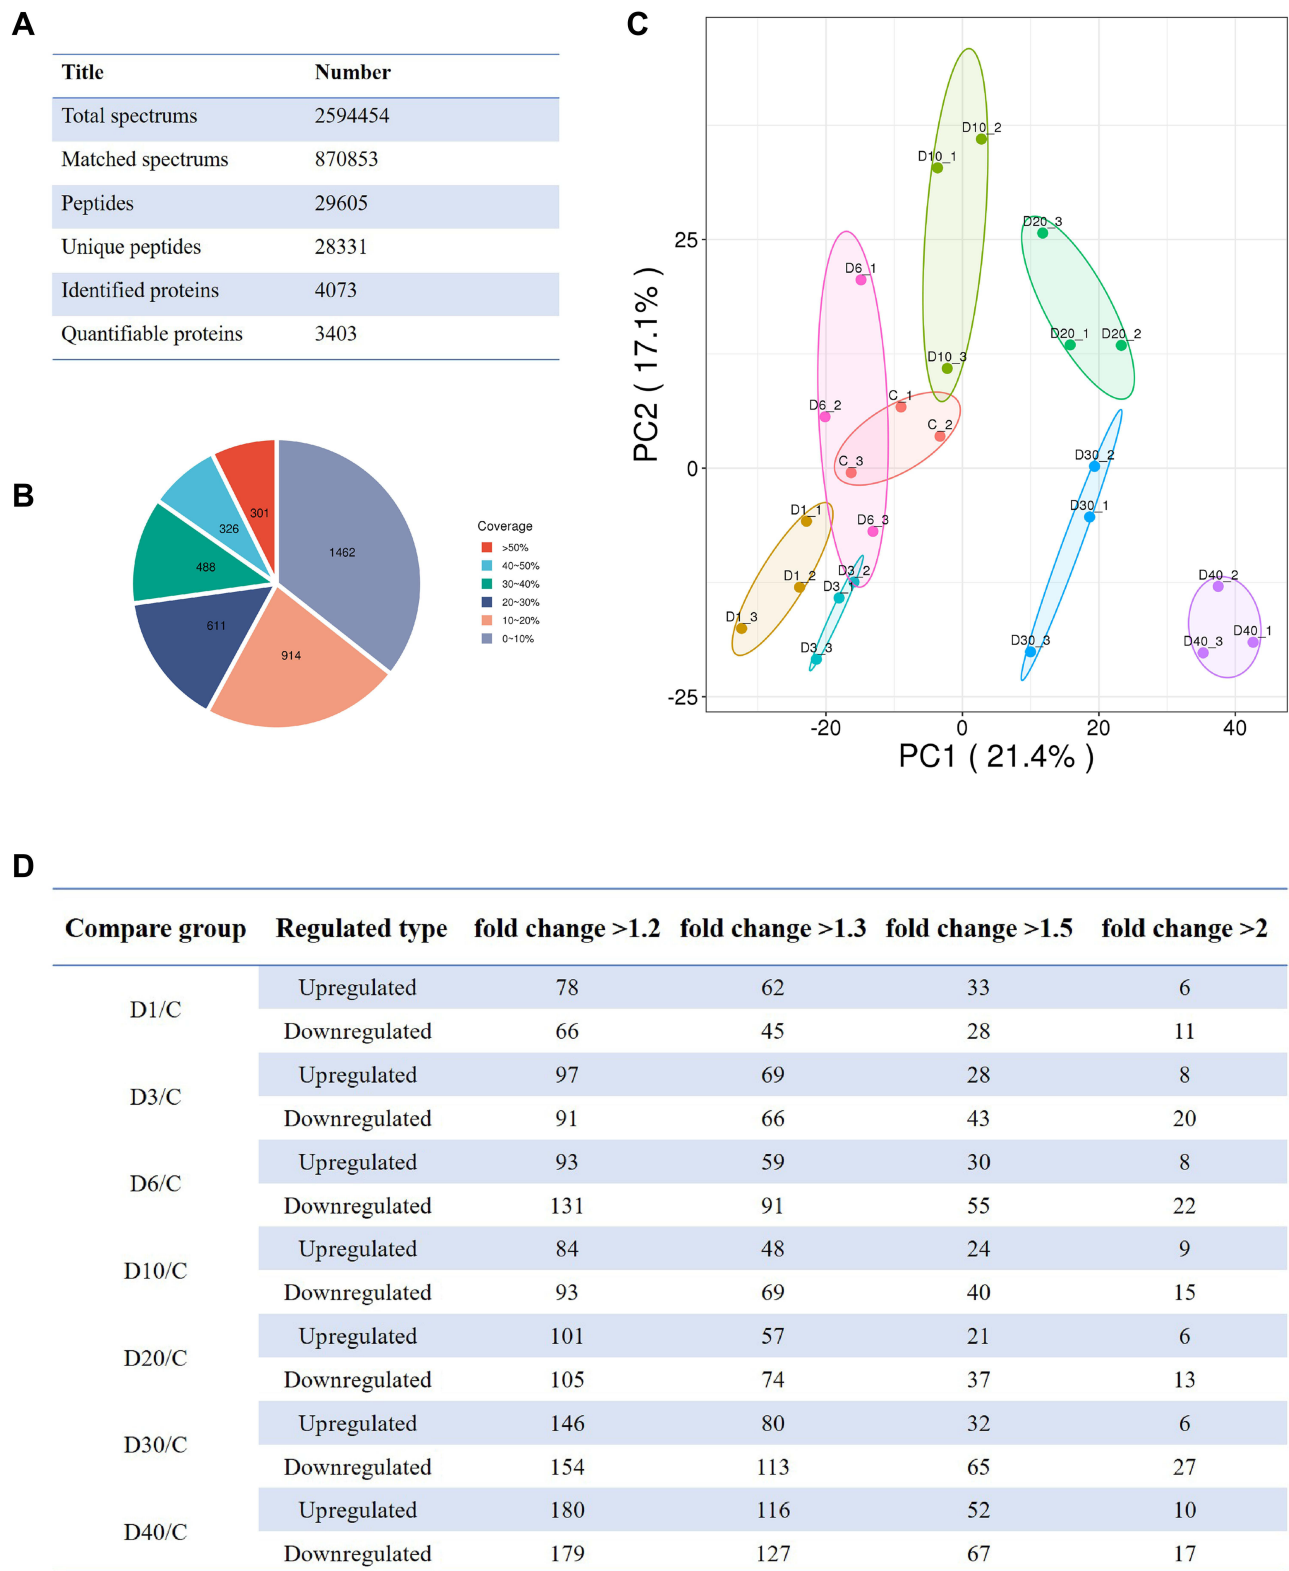 A
Title Number
Total spectrums 2594454
Matched spectrums 870853
Peptides 29605
Unique peptides 28331
Identified proteins 4073
Quantifiable proteins 3403
B
301
326
488
611
914
1462
Coverage
>50%
40~50%
30~40%
20~30%
10~20%
0~10%
C
PC2 ( 17.1% )
25
0
-25
D10_2
D10_1
D20_3
D6_1
D20_1 D20_2
D10_3
C_1
D6_2
C_2
D30_2
C_3
D30_1
D1_1
D6_3
D3_2
D1_2
D3_1
D40_2
D1_3
D40_1
D30_3
D40_3
D3_3
-20 0 20 40
PC1 ( 21.4% )
D
Compare group Regulated type fold change >1.2 fold change >1.3 fold change >1.5 fold change >2
D1/C
Upregulated 78 62 33 6
Downregulated 66 45 28 11
D3/C
Upregulated 97 69 28 8
Downregulated 91 66 43 20
D6/C
Upregulated 93 59 30 8
Downregulated 131 91 55 22
D10/C
Upregulated 84 48 24 9
Downregulated 93 69 40 15
D20/C
Upregulated 101 57 21 6
Downregulated 105 74 37 13
D30/C
Upregulated 146 80 32 6
Downregulated 154 113 65 27
D40/C
Upregulated 180 116 52 10
Downregulated 179 127 67 17